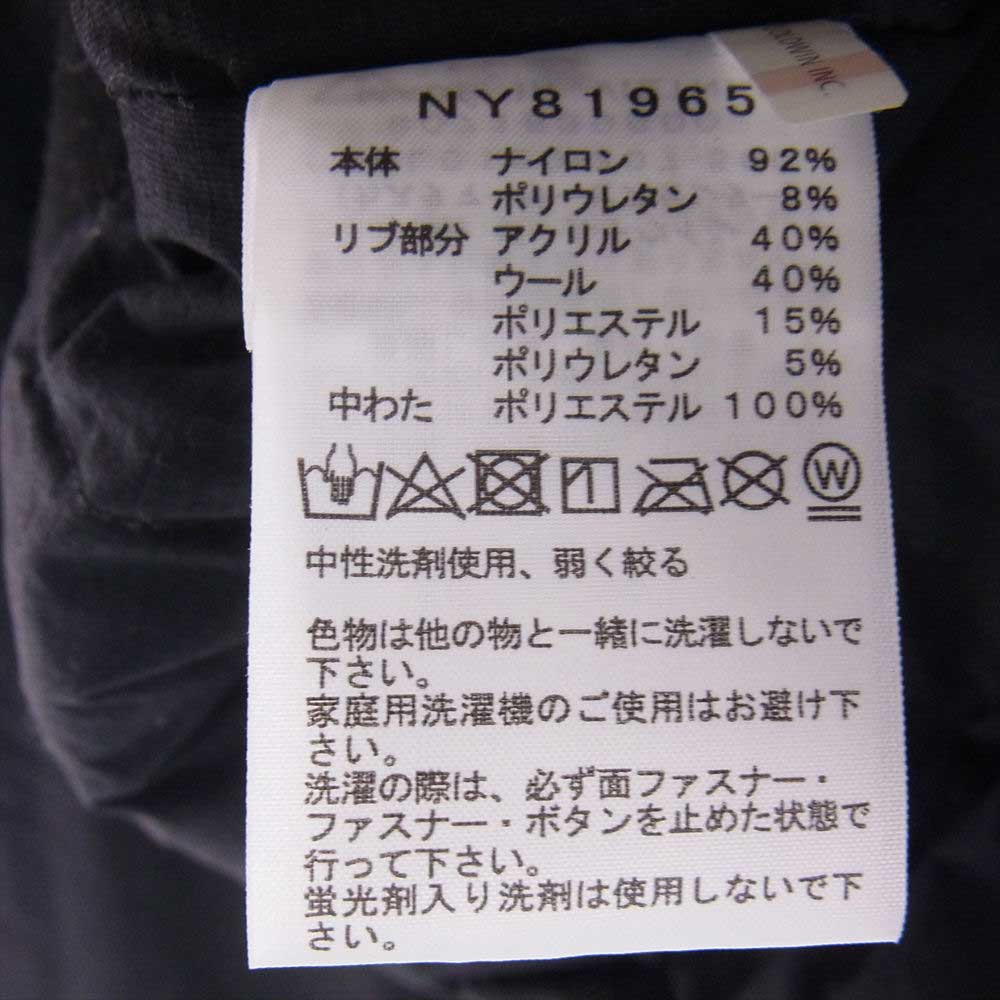 GOLDWIN INC.
NY81965
本体 ナイロン 92%
ポリウレタン 8%
リブ部分 アクリル 40%
ウール 40%
ポリエステル 15%
ポリウレタン 5%
中わた ポリエステル 100%
W
中性洗剤使用、弱く絞る
色物は他の物と一緒に洗濯しないで
下さい。
家庭用洗濯機のご使用はお避け下
さい。
洗濯の際は、必ず面ファスナー・
ファスナー・ボタンを止めた状態で
行って下さい。
蛍光剤入り洗剤は使用しないで下
さい。